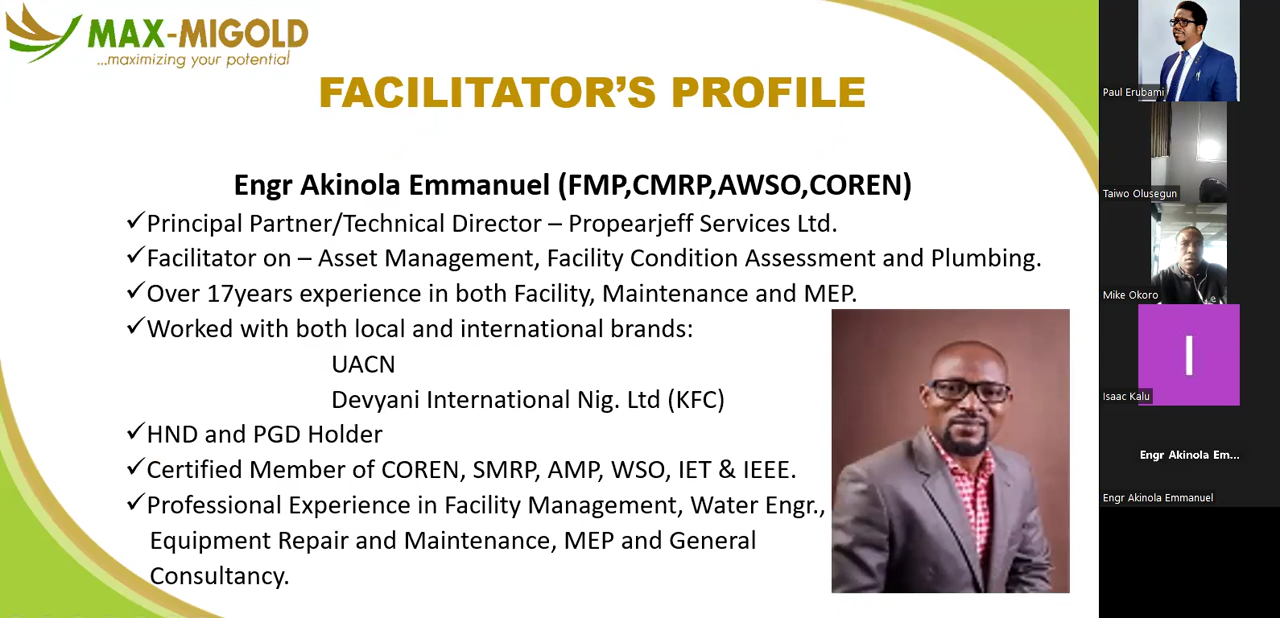 MAX-MIGOLD
...maximizing your potential
FACILITATOR'S PROFILE
Engr Akinola Emmanuel (FMP,CMRP,AWSO,COREN)
✓Principal Partner/Technical Director – Propearjeff Services Ltd.
✓Facilitator on – Asset Management, Facility Condition Assessment and Plumbing.
✓Over 17years experience in both Facility, Maintenance and MEP.
✓Worked with both local and international brands:
UACN
Devyani International Nig. Ltd (KFC)
✓HND and PGD Holder
✓Certified Member of COREN, SMRP, AMP, WSO, IET & IEEE.
✓Professional Experience in Facility Management, Water Engr.,
Equipment Repair and Maintenance, MEP and General
Consultancy.
Paul Erubami
Taiwo Olusegun
Mike Okoro
I
Isaac Kalu
Engr Akinola Em...
Engr Akinola Emmanuel